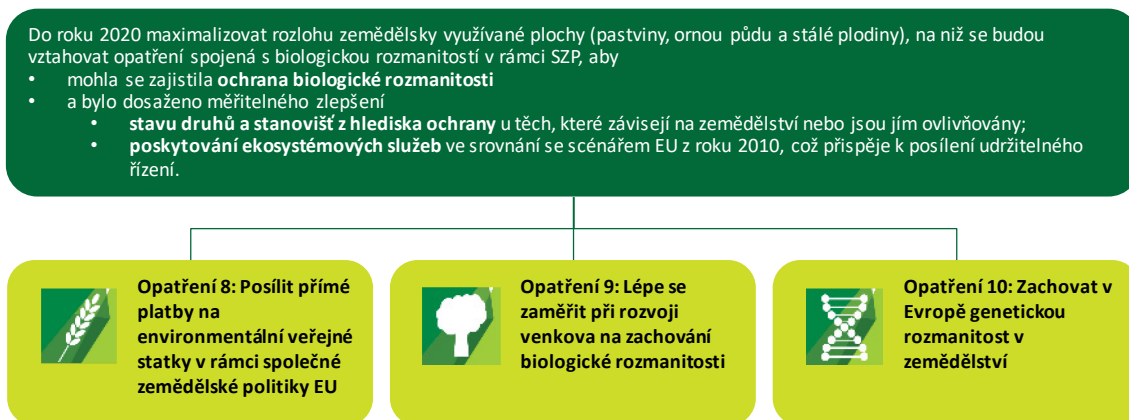 Do roku 2020 maximalizovat rozlohu zemědělsky využívané plochy (pastviny, ornou půdu a stálé plodiny), na niž se budou
vztahovat opatření spojená s biologickou rozmanitostí v rámci SZP, aby
• mohla se zajistila ochrana biologické rozmanitosti
• a bylo dosaženo měřitelného zlepšení
• stavu druhů a stanovišť z hlediska ochrany u těch, které závisejí na zemědělství nebo jsou jím ovlivňovány;
• poskytování ekosystémových služeb ve srovnání se scénářem EU z roku 2010, což přispěje k posílení udržitelného
řízení.
Opatření 8: Posílit přímé
platby na
environmentální veřejné
statky v rámci společné
zemědělské politiky EU
Opatření 9: Lépe se
zaměřit při rozvoji
venkova na zachování
biologické rozmanitosti
Opatření 10: Zachovat v
Evropě genetickou
rozmanitost v
zemědělství